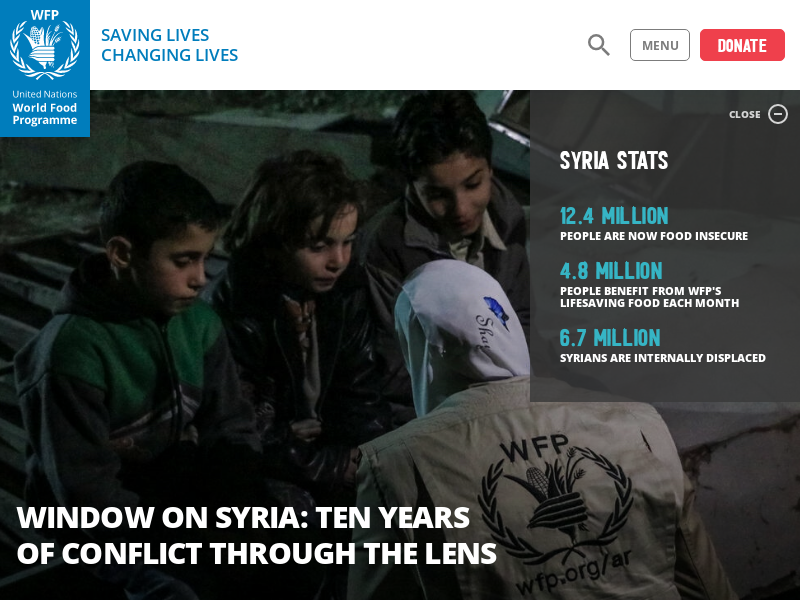 WFP
United Nations
World Food
Programme
SAVING LIVES
CHANGING LIVES
MENU
DONATE
CLOSE
SYRIA STATS
12.4 MILLION
PEOPLE ARE NOW FOOD INSECURE
4.8 MILLION
PEOPLE BENEFIT FROM WFP'S
LIFESAVING FOOD EACH MONTH
6.7 MILLION
SYRIANS ARE INTERNALLY DISPLACED
WFP
wfp.org/ar
WINDOW ON SYRIA: TEN YEARS
OF CONFLICT THROUGH THE LENS